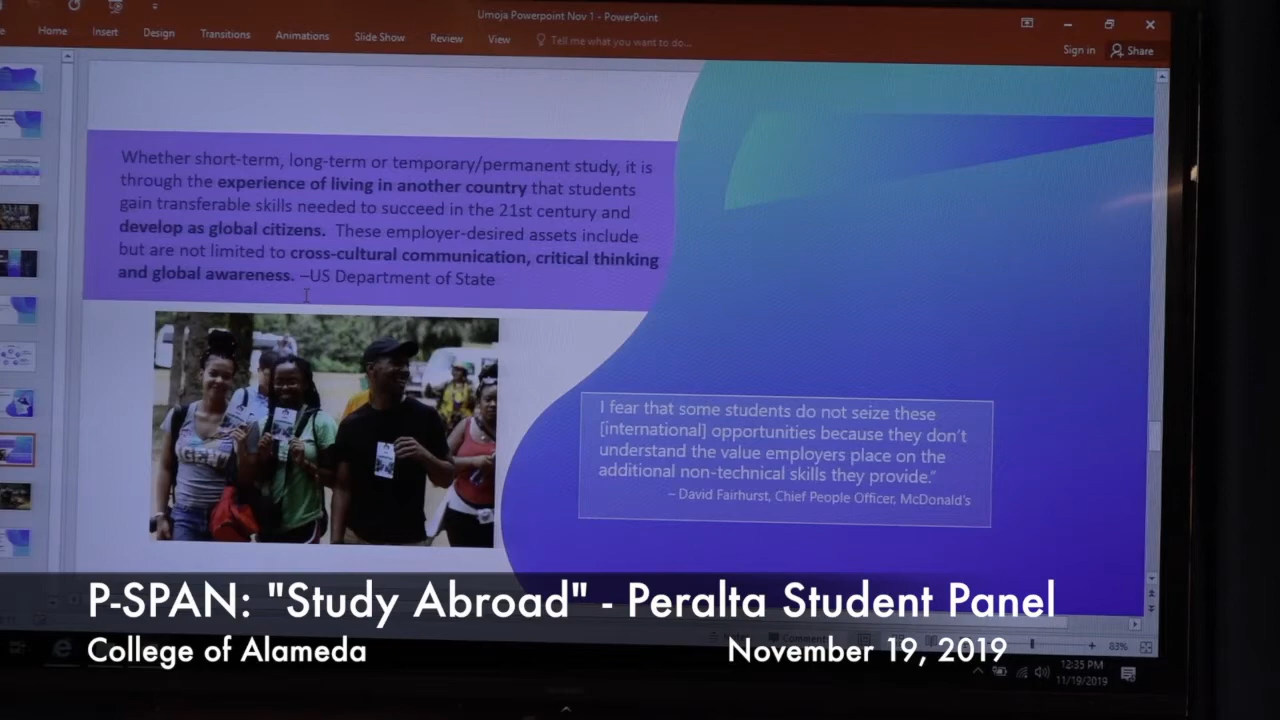 Umoja Powerpoint Nov 1 - PowerPoint
Home Insert Design Transitions Animations Slide Show Review View Tell me what you want to do...
Sign in Share
Whether short-term, long-term or temporary/permanent study, it is
through the experience of living in another country that students
gain transferable skills needed to succeed in the 21st century and
develop as global citizens. These employer-desired assets include
but are not limited to cross-cultural communication, critical thinking
and global awareness. –US Department of State
I fear that some students do not seize these
[international] opportunities because they don't
understand the value employers place on the
additional non-technical skills they provide."
– David Fairhurst, Chief People Officer, McDonald's
P-SPAN: "Study Abroad" - Peralta Student Panel
College of Alameda
November 19, 2019
83%
12:35 PM
11/19/2019